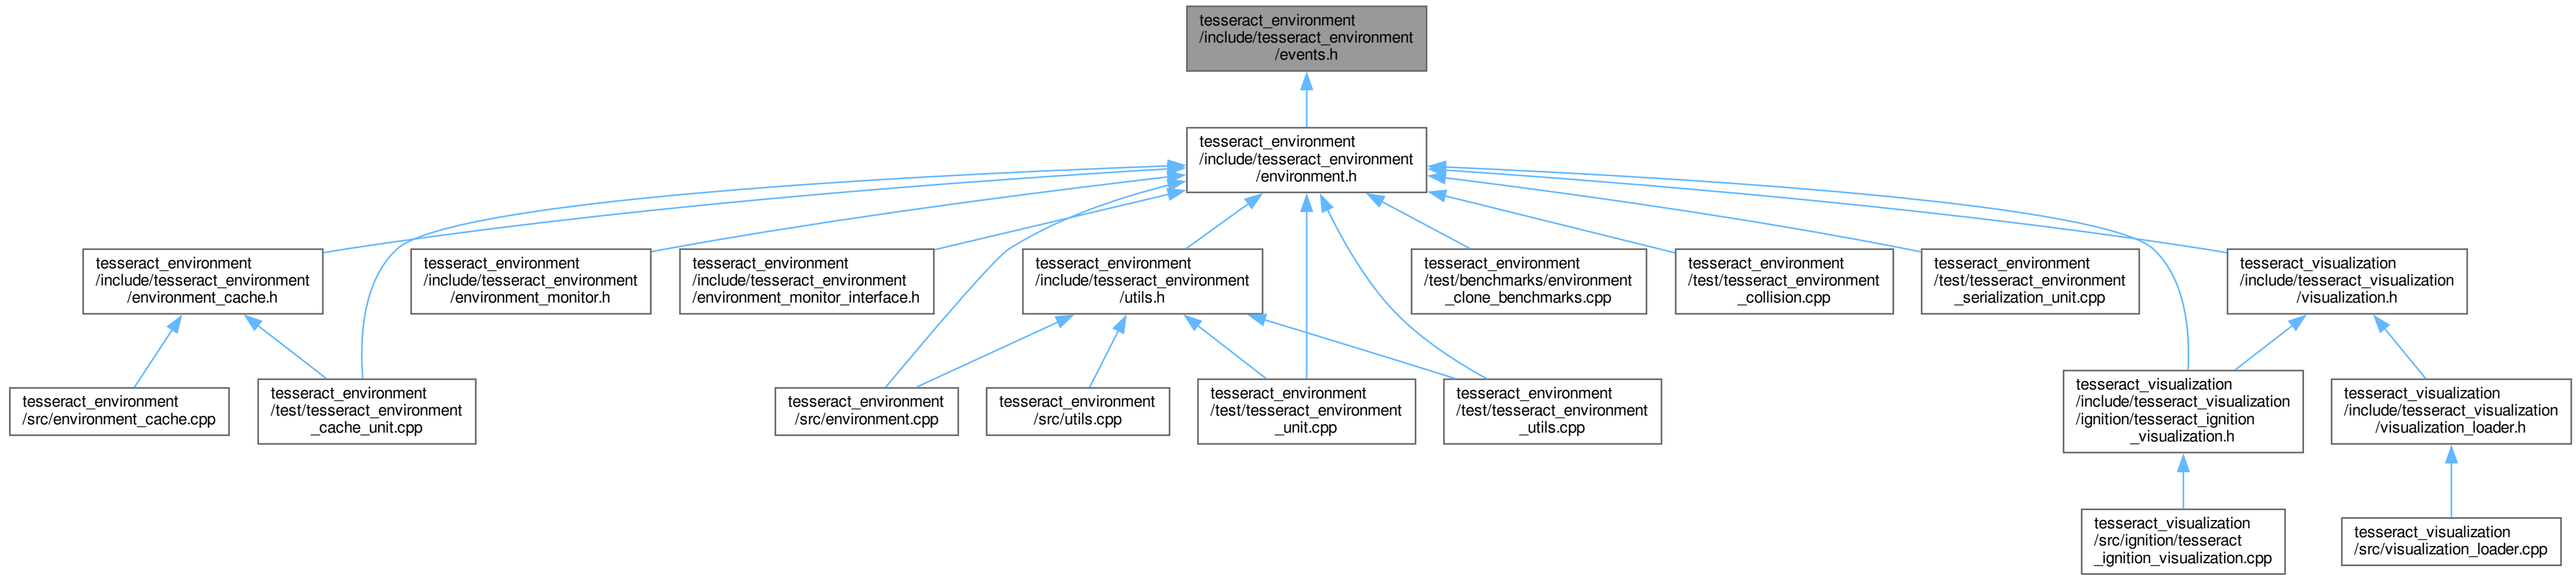 tesseract_environment
/include/tesseract_environment
/events.h
tesseract_environment
/include/tesseract_environment
/environment.h
tesseract_environment
/include/tesseract_environment
/environment_cache.h
tesseract_environment
/include/tesseract_environment
/environment_monitor.h
tesseract_environment
/include/tesseract_environment
/environment_monitor_interface.h
tesseract_environment
/include/tesseract_environment
/utils.h
tesseract_environment
/test/benchmarks/environment
_clone_benchmarks.cpp
tesseract_environment
/test/tesseract_environment
_collision.cpp
tesseract_environment
/test/tesseract_environment
_serialization_unit.cpp
tesseract_visualization
/include/tesseract_visualization
/visualization.h
tesseract_environment
/src/environment_cache.cpp
tesseract_environment
/test/tesseract_environment
_cache_unit.cpp
tesseract_environment
/src/environment.cpp
tesseract_environment
/src/utils.cpp
tesseract_environment
/test/tesseract_environment
_unit.cpp
tesseract_environment
/test/tesseract_environment
_utils.cpp
tesseract_visualization
/include/tesseract_visualization
/ignition/tesseract_ignition
_visualization.h
tesseract_visualization
/include/tesseract_visualization
/visualization_loader.h
tesseract_visualization
/src/ignition/tesseract
_ignition_visualization.cpp
tesseract_visualization
/src/visualization_loader.cpp